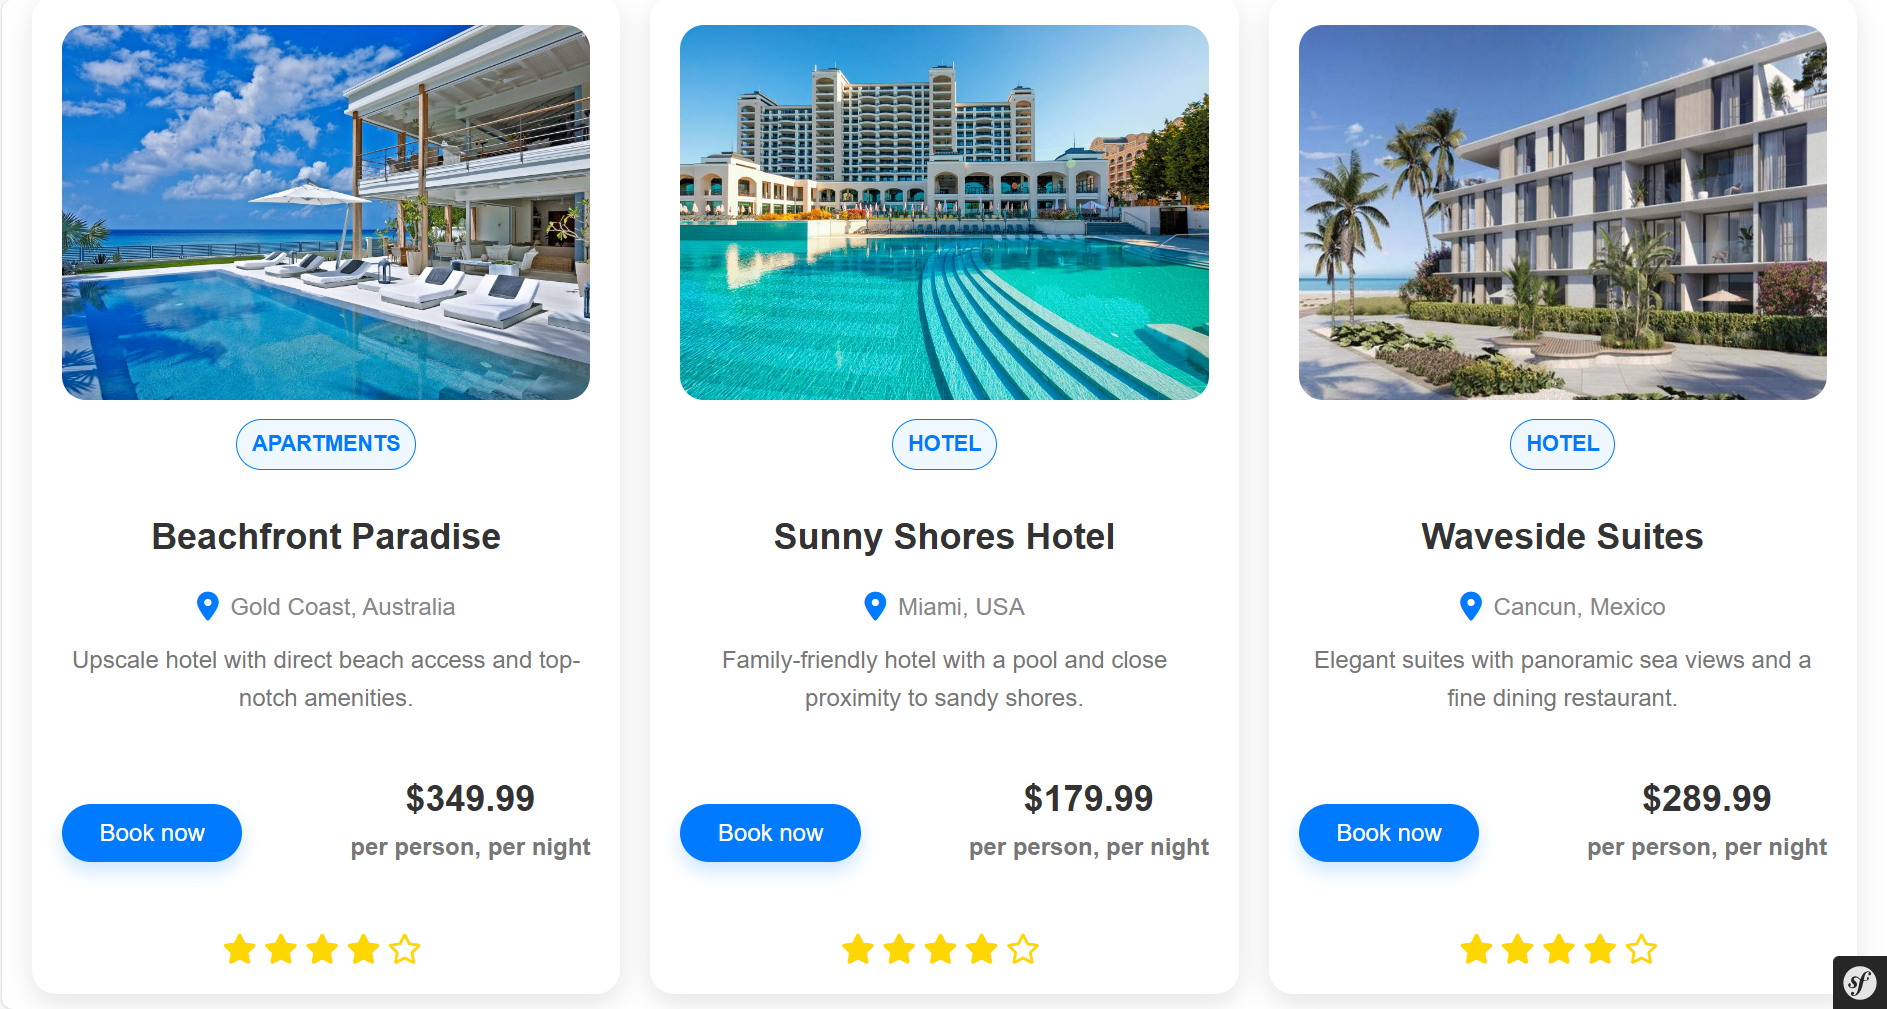 APARTMENTS
Beachfront Paradise
Gold Coast, Australia
Upscale hotel with direct beach access and top-
notch amenities.
Book now
$349.99
per person, per night
HOTEL
Sunny Shores Hotel
Miami, USA
Family-friendly hotel with a pool and close
proximity to sandy shores.
Book now
$179.99
per person, per night
HOTEL
Waveside Suites
Cancun, Mexico
Elegant suites with panoramic sea views and a
fine dining restaurant.
Book now
$289.99
per person, per night
sf